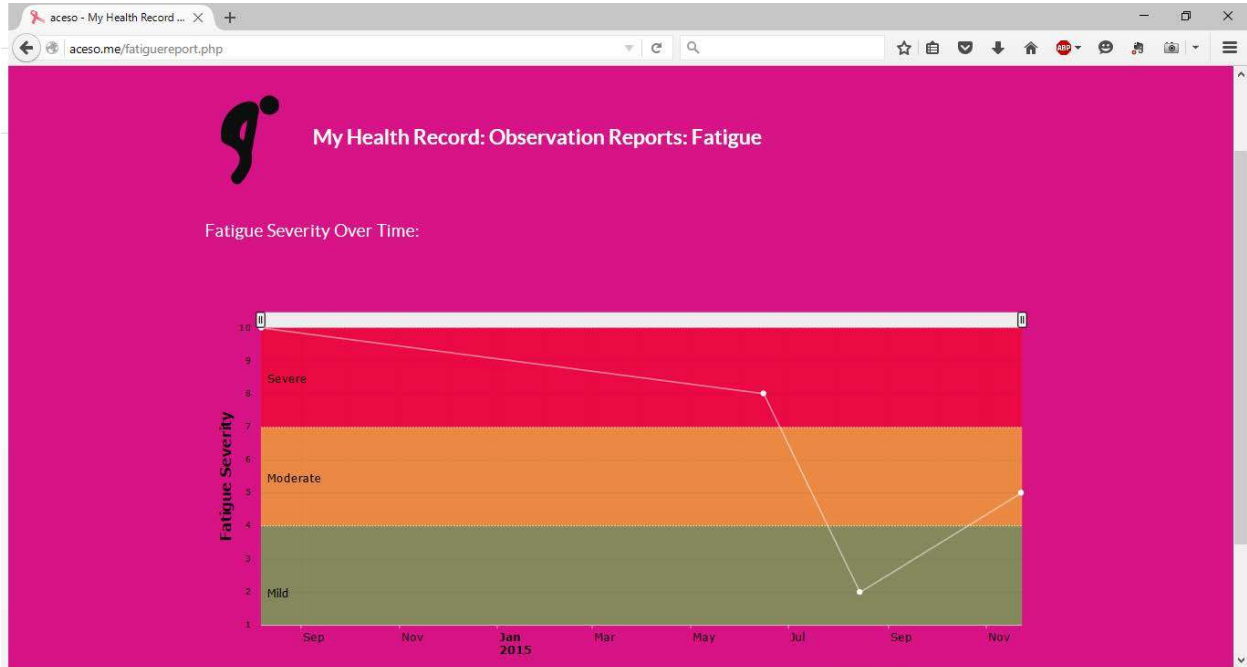 aceso - My Health Record ...
aceso.me/fatiguereport.php
ABP
My Health Record: Observation Reports: Fatigue
Fatigue Severity Over Time:
10
9
Severe
8
Fatigue Severity
7
6
Moderate
5
4
3
2
Mild
1
Sep
Nov
Jan
2015
Mar
May
Jul
Sep
Nov